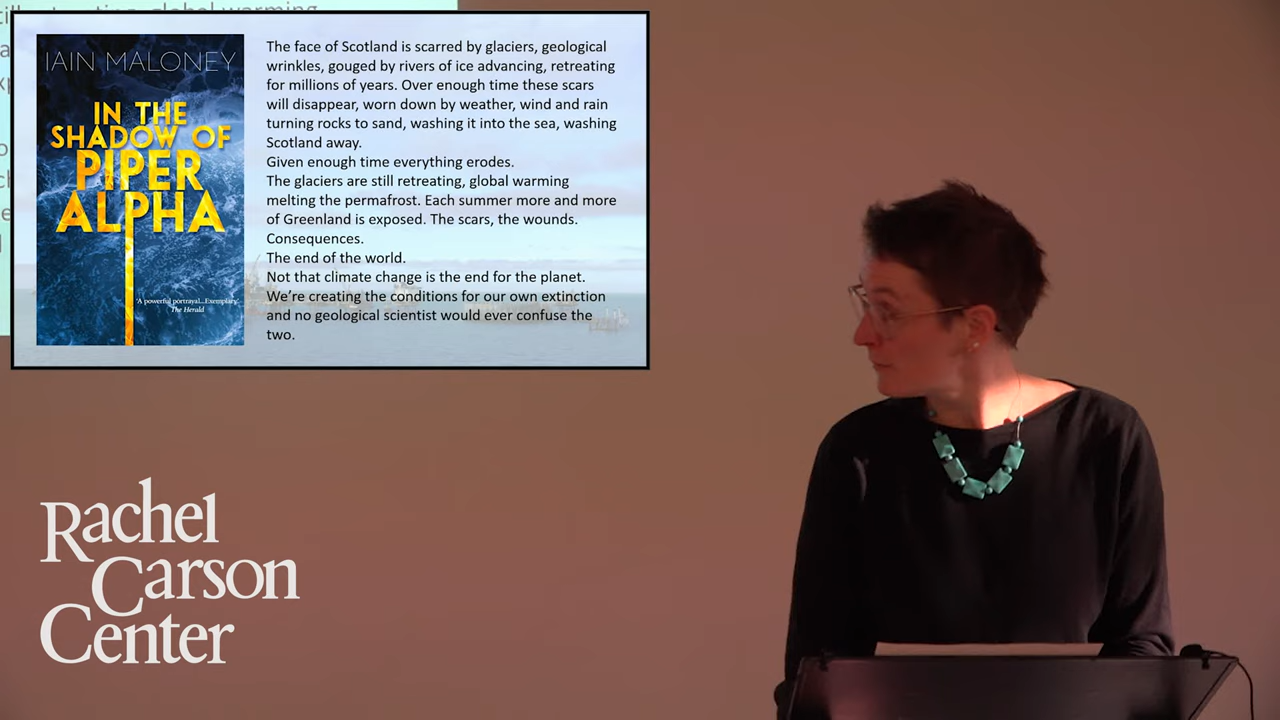 till retreating, global warming
IAIN MALONEY
IN THE
SHADOW OF
PIPER
ALPHA
'A powerful portrayal...Exemplary.'
The Herald
The face of Scotland is scarred by glaciers, geological
wrinkles, gouged by rivers of ice advancing, retreating
for millions of years. Over enough time these scars
will disappear, worn down by weather, wind and rain
turning rocks to sand, washing it into the sea, washing
Scotland away.
Given enough time everything erodes.
The glaciers are still retreating, global warming
melting the permafrost. Each summer more and more
of Greenland is exposed. The scars, the wounds.
Consequences.
The end of the world.
Not that climate change is the end for the planet.
We're creating the conditions for our own extinction
and no geological scientist would ever confuse the
two.
Rachel
Carson
Center